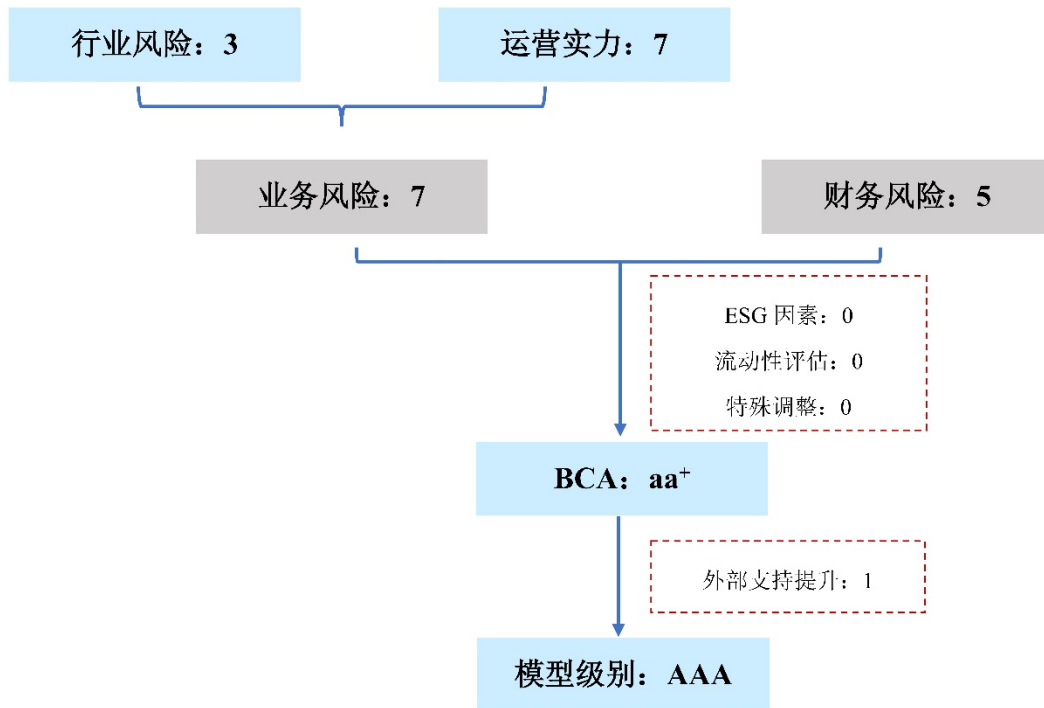 行业风险：3
运营实力：7
业务风险：7
财务风险：5
ESG 因素：0
流动性评估：0
特殊调整：0
BCA：aa⁺
外部支持提升：1
模型级别：AAA